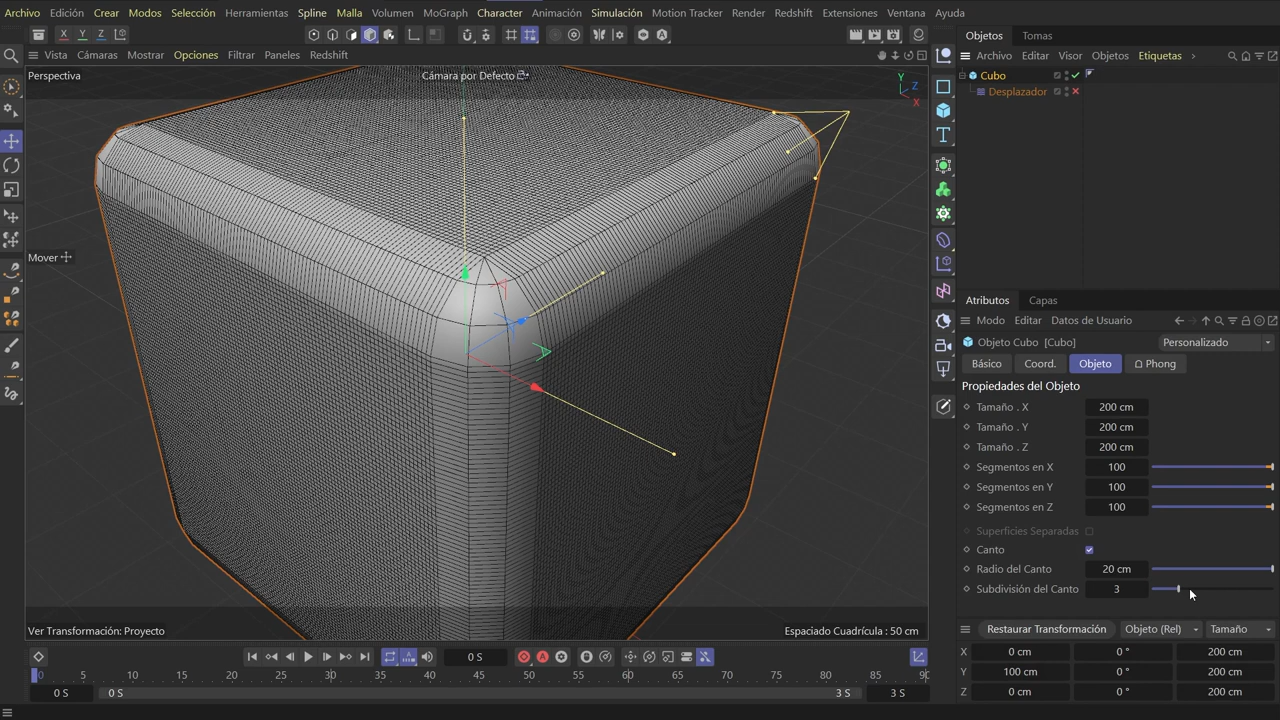 Archivo Edición Crear Modos Selección Herramientas Spline Malla Volumen MoGraph Character Animación Simulación Motion Tracker Render Redshift Extensiones Ventana Ayuda
X Y Z
Vista Cámaras Mostrar Opciones Filtrar Paneles Redshift
Perspectiva
Cámara por Defecto
Y
Z
X
Mover
Ver Transformación: Proyecto
Espaciado Cuadrícula : 50 cm
Objetos Tomas
Archivo Editar Visor Objetos Etiquetas
Cubo
Desplazador
Atributos Capas
Modo Editar Datos de Usuario
Objeto Cubo [Cubo] Personalizado
Básico Coord. Objeto Phong
Propiedades del Objeto
Tamaño . X 200 cm
Tamaño . Y 200 cm
Tamaño . Z 200 cm
Segmentos en X 100
Segmentos en Y 100
Segmentos en Z 100
Superficies Separadas
Canto
Radio del Canto 20 cm
Subdivisión del Canto 3
Restaurar Transformación Objeto (Rel) Tamaño
X 0 cm 0 ° 200 cm
Y 100 cm 0 ° 200 cm
Z 0 cm 0 ° 200 cm
0 S
0 5 10 15 20 25 30 35 40 45 50 55 60 65 70 75 80 85 90
0 S 0 S 3 S 3 S